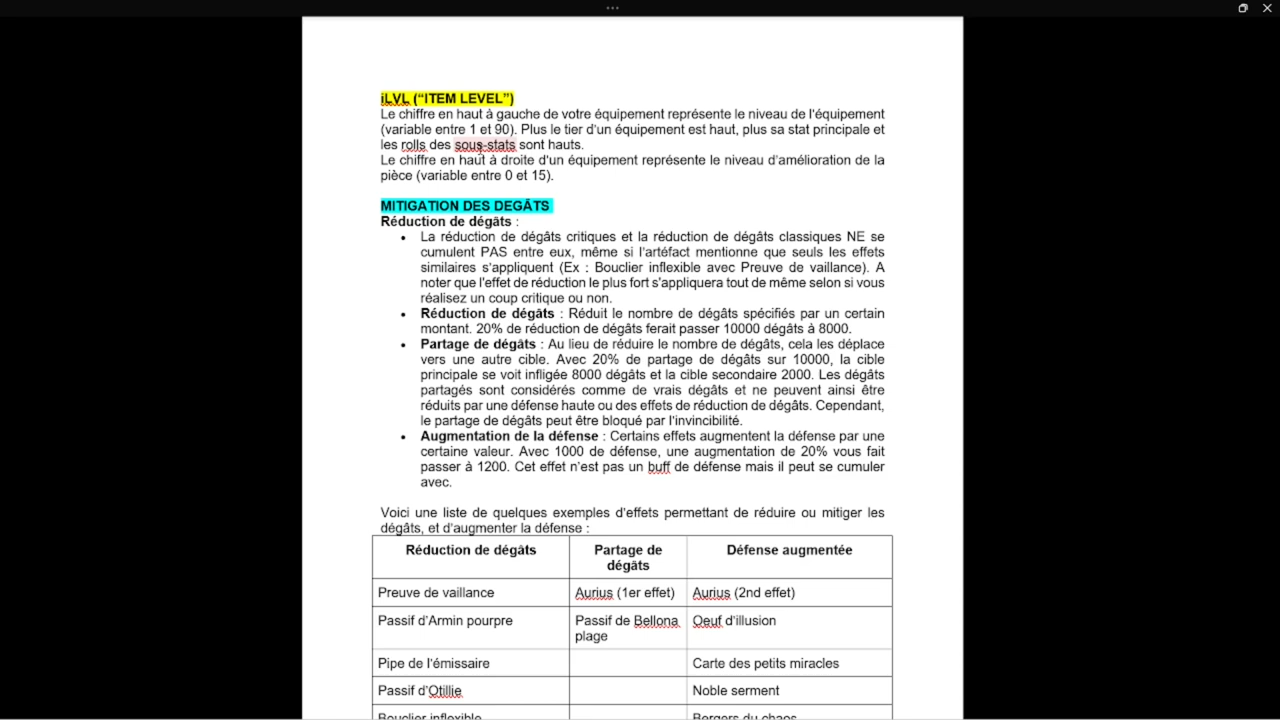 iLVL (“ITEM LEVEL”)
Le chiffre en haut à gauche de votre équipement représente le niveau de l'équipement
(variable entre 1 et 90). Plus le tier d'un équipement est haut, plus sa stat principale et
les rolls des sous-stats sont hauts.
Le chiffre en haut à droite d'un équipement représente le niveau d'amélioration de la
pièce (variable entre 0 et 15).
MITIGATION DES DEGÂTS
Réduction de dégâts :
• La réduction de dégâts critiques et la réduction de dégâts classiques NE se
cumulent PAS entre eux, même si l'artéfact mentionne que seuls les effets
similaires s'appliquent (Ex : Bouclier inflexible avec Preuve de vaillance). A
noter que l'effet de réduction le plus fort s'appliquera tout de même selon si vous
réalisez un coup critique ou non.
• Réduction de dégâts : Réduit le nombre de dégâts spécifiés par un certain
montant. 20% de réduction de dégâts ferait passer 10000 dégâts à 8000.
• Partage de dégâts : Au lieu de réduire le nombre de dégâts, cela les déplace
vers une autre cible. Avec 20% de partage de dégâts sur 10000, la cible
principale se voit infligée 8000 dégâts et la cible secondaire 2000. Les dégâts
partagés sont considérés comme de vrais dégâts et ne peuvent ainsi être
réduits par une défense haute ou des effets de réduction de dégâts. Cependant,
le partage de dégâts peut être bloqué par l'invincibilité.
• Augmentation de la défense : Certains effets augmentent la défense par une
certaine valeur. Avec 1000 de défense, une augmentation de 20% vous fait
passer à 1200. Cet effet n'est pas un buff de défense mais il peut se cumuler
avec.
Voici une liste de quelques exemples d'effets permettant de réduire ou mitiger les
dégâts, et d'augmenter la défense :
Réduction de dégâts Partage de Défense augmentée
dégâts
Preuve de vaillance Aurius (1er effet) Aurius (2nd effet)
Passif d'Armin pourpre Passif de Bellona Oeuf d'illusion
plage
Pipe de l'émissaire Carte des petits miracles
Passif d'Otillie Noble serment
Bouclier inflexible Bergers du chaos